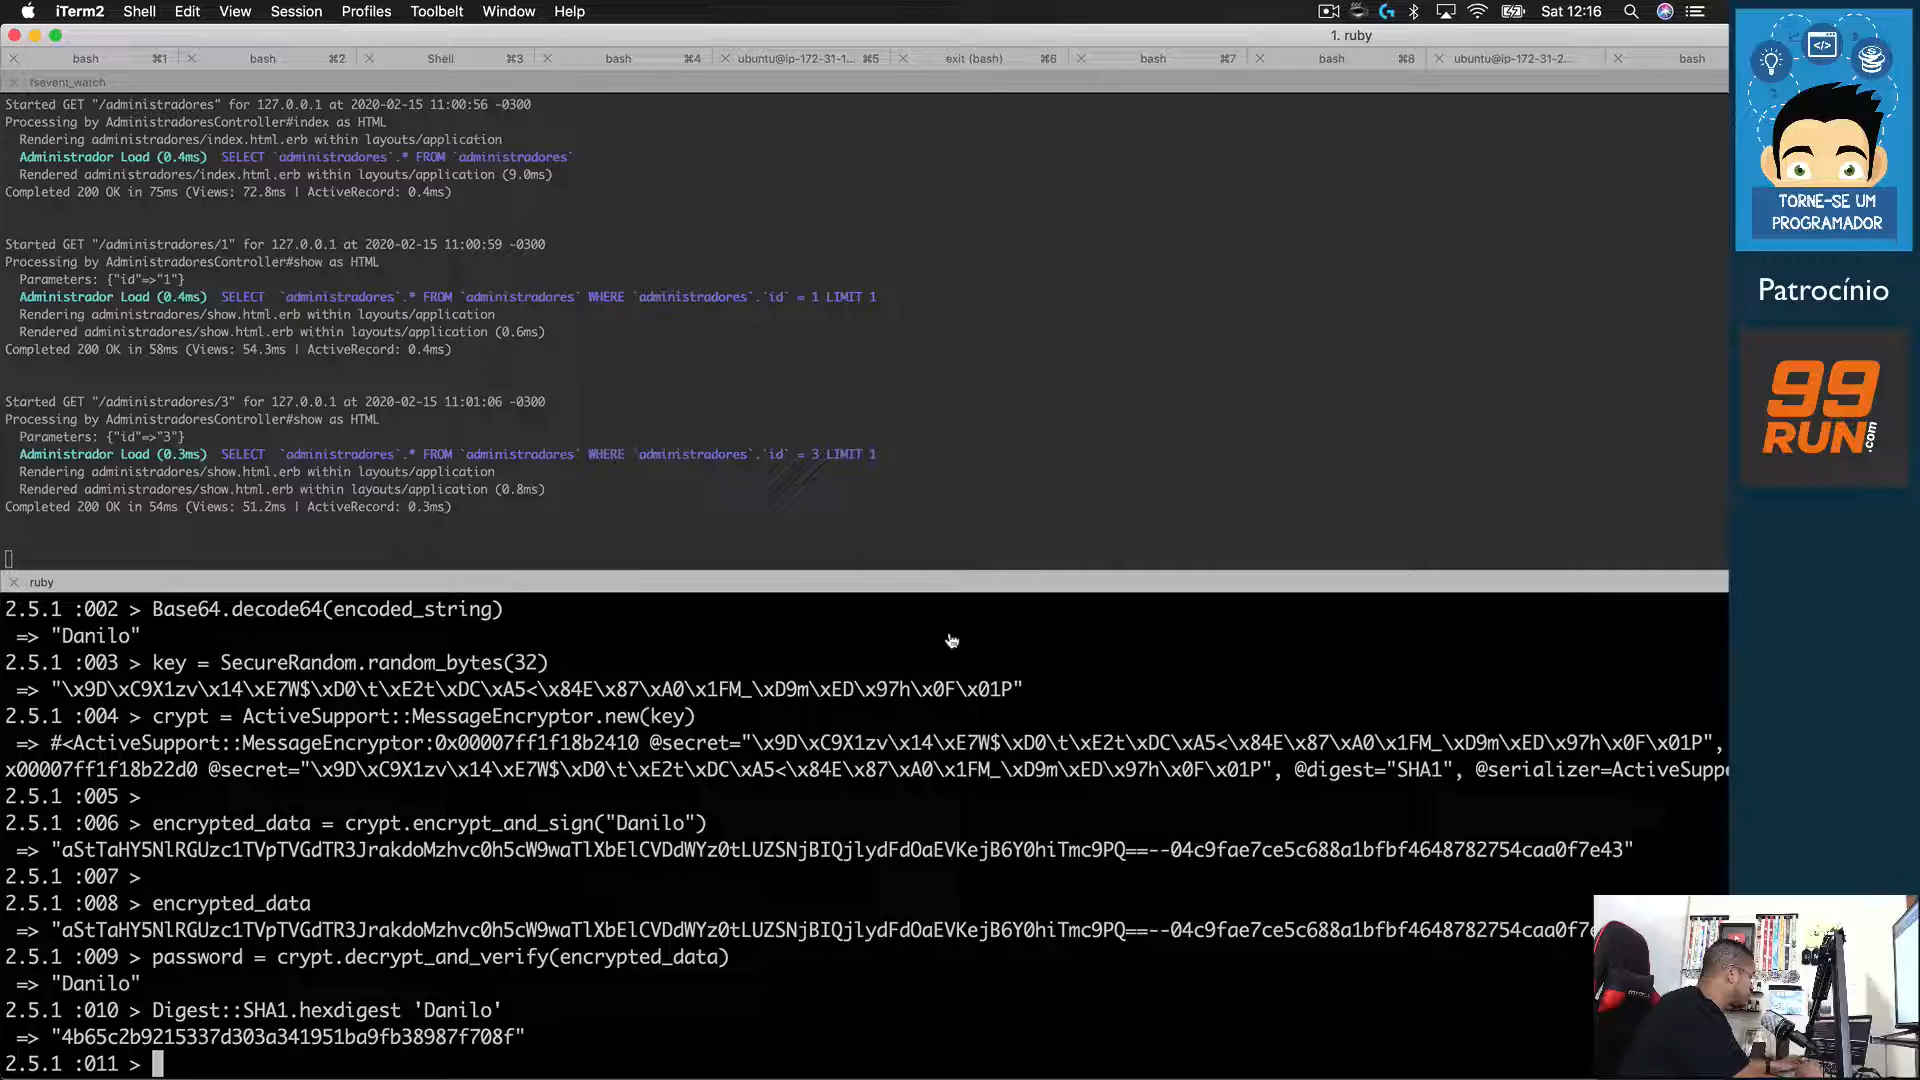 iTerm2 Shell Edit View Session Profiles Toolbelt Window Help Sat 12:16
1. ruby
bash ⌘1 bash ⌘2 Shell ⌘3 bash ⌘4 ubuntu@ip-172-31-1... ⌘5 exit (bash) ⌘6 bash ⌘7 bash ⌘8 ubuntu@ip-172-31-2... bash
fsevent_watch
Started GET "/administradores" for 127.0.0.1 at 2020-02-15 11:00:56 -0300
Processing by AdministradoresController#index as HTML
Rendering administradores/index.html.erb within layouts/application
Administrador Load (0.4ms) SELECT `administradores`.* FROM `administradores`
Rendered administradores/index.html.erb within layouts/application (9.0ms)
Completed 200 OK in 75ms (Views: 72.8ms | ActiveRecord: 0.4ms)
Started GET "/administradores/1" for 127.0.0.1 at 2020-02-15 11:00:59 -0300
Processing by AdministradoresController#show as HTML
Parameters: {"id"=>"1"}
Administrador Load (0.4ms) SELECT `administradores`.* FROM `administradores` WHERE `administradores`.`id` = 1 LIMIT 1
Rendering administradores/show.html.erb within layouts/application
Rendered administradores/show.html.erb within layouts/application (0.6ms)
Completed 200 OK in 58ms (Views: 54.3ms | ActiveRecord: 0.4ms)
Started GET "/administradores/3" for 127.0.0.1 at 2020-02-15 11:01:06 -0300
Processing by AdministradoresController#show as HTML
Parameters: {"id"=>"3"}
Administrador Load (0.3ms) SELECT `administradores`.* FROM `administradores` WHERE `administradores`.`id` = 3 LIMIT 1
Rendering administradores/show.html.erb within layouts/application
Rendered administradores/show.html.erb within layouts/application (0.8ms)
Completed 200 OK in 54ms (Views: 51.2ms | ActiveRecord: 0.3ms)
ruby
2.5.1 :002 > Base64.decode64(encoded_string)
=> "Danilo"
2.5.1 :003 > key = SecureRandom.random_bytes(32)
=> "\x9D\xC9X1zv\x14\xE7W$\xD0\t\xE2t\xDC\xA5<\x84E\x87\xA0\x1FM_\xD9m\xED\x97h\x0F\x01P"
2.5.1 :004 > crypt = ActiveSupport::MessageEncryptor.new(key)
=> #<ActiveSupport::MessageEncryptor:0x00007ff1f18b2410 @secret="\x9D\xC9X1zv\x14\xE7W$\xD0\t\xE2t\xDC\xA5<\x84E\x87\xA0\x1FM_\xD9m\xED\x97h\x0F\x01P",
x00007ff1f18b22d0 @secret="\x9D\xC9X1zv\x14\xE7W$\xD0\t\xE2t\xDC\xA5<\x84E\x87\xA0\x1FM_\xD9m\xED\x97h\x0F\x01P", @digest="SHA1", @serializer=ActiveSuppo
2.5.1 :005 >
2.5.1 :006 > encrypted_data = crypt.encrypt_and_sign("Danilo")
=> "aStTaHY5NlRGUzc1TVpTVGdTR3JrakdoMzhvc0h5cW9waTlXbElCVDdWYz0tLUZSNjBIQjlydFdOaEVKejB6Y0hiTmc9PQ==--04c9fae7ce5c688a1bfbf4648782754caa0f7e43"
2.5.1 :007 >
2.5.1 :008 > encrypted_data
=> "aStTaHY5NlRGUzc1TVpTVGdTR3JrakdoMzhvc0h5cW9waTlXbElCVDdWYz0tLUZSNjBIQjlydFdOaEVKejB6Y0hiTmc9PQ==--04c9fae7ce5c688a1bfbf4648782754caa0f7e
2.5.1 :009 > password = crypt.decrypt_and_verify(encrypted_data)
=> "Danilo"
2.5.1 :010 > Digest::SHA1.hexdigest 'Danilo'
=> "4b65c2b9215337d303a341951ba9fb38987f708f"
2.5.1 :011 >
TORNE-SE UM
PROGRAMADOR
Patrocínio
99
RUN.com